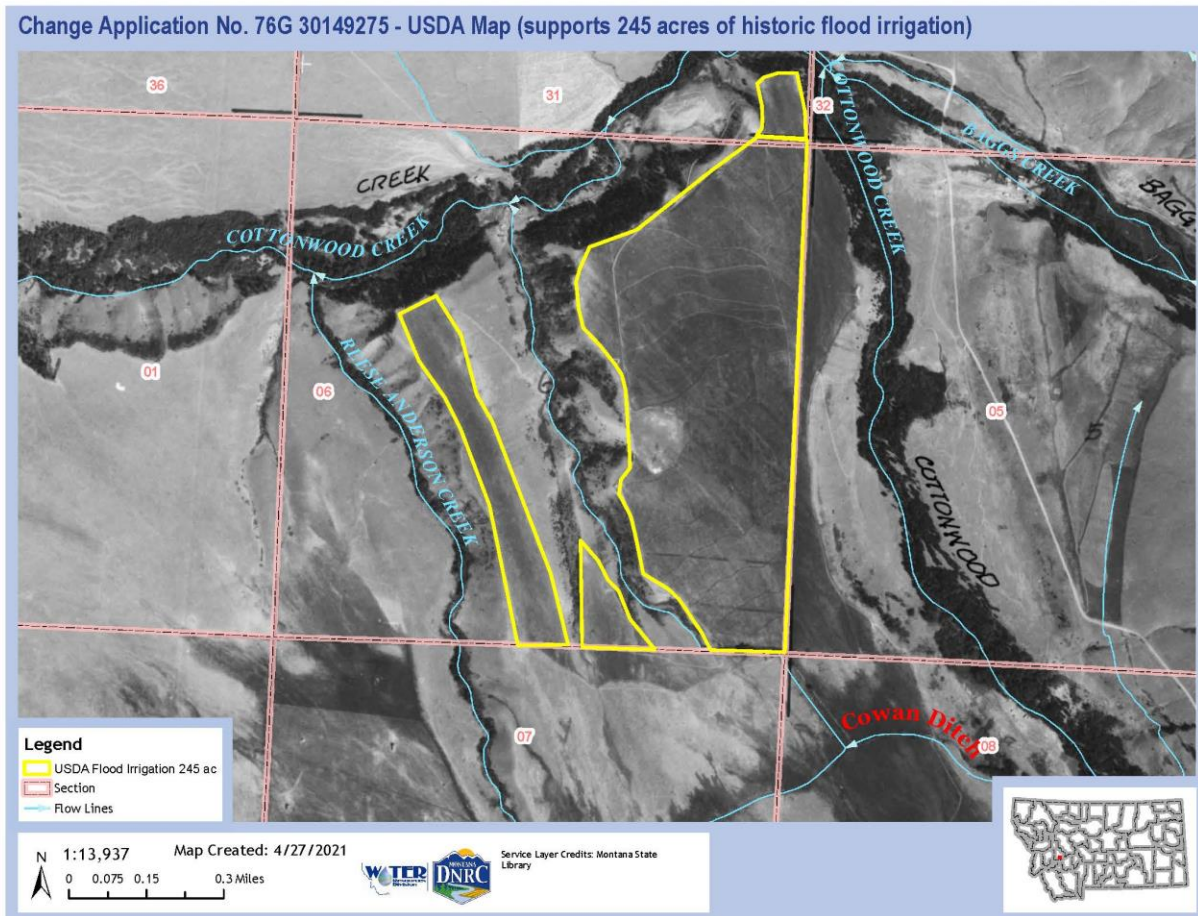 Change Application No. 76G 30149275 - USDA Map (supports 245 acres of historic flood irrigation)
36
31
32
COTTONWOOD CREEK
BAGGS CREEK
CREEK
BAGG
COTTONWOOD CREEK
01
06
REESE ANDERSON CREEK
05
5
COTTONWOOD
07
Cowan Ditch
08
Legend
USDA Flood Irrigation 245 ac
Section
Flow Lines
N
1:13,937
Map Created: 4/27/2021
0 0.075 0.15 0.3 Miles
WATER
MONTANA
DNRC
Service Layer Credits: Montana State
Library